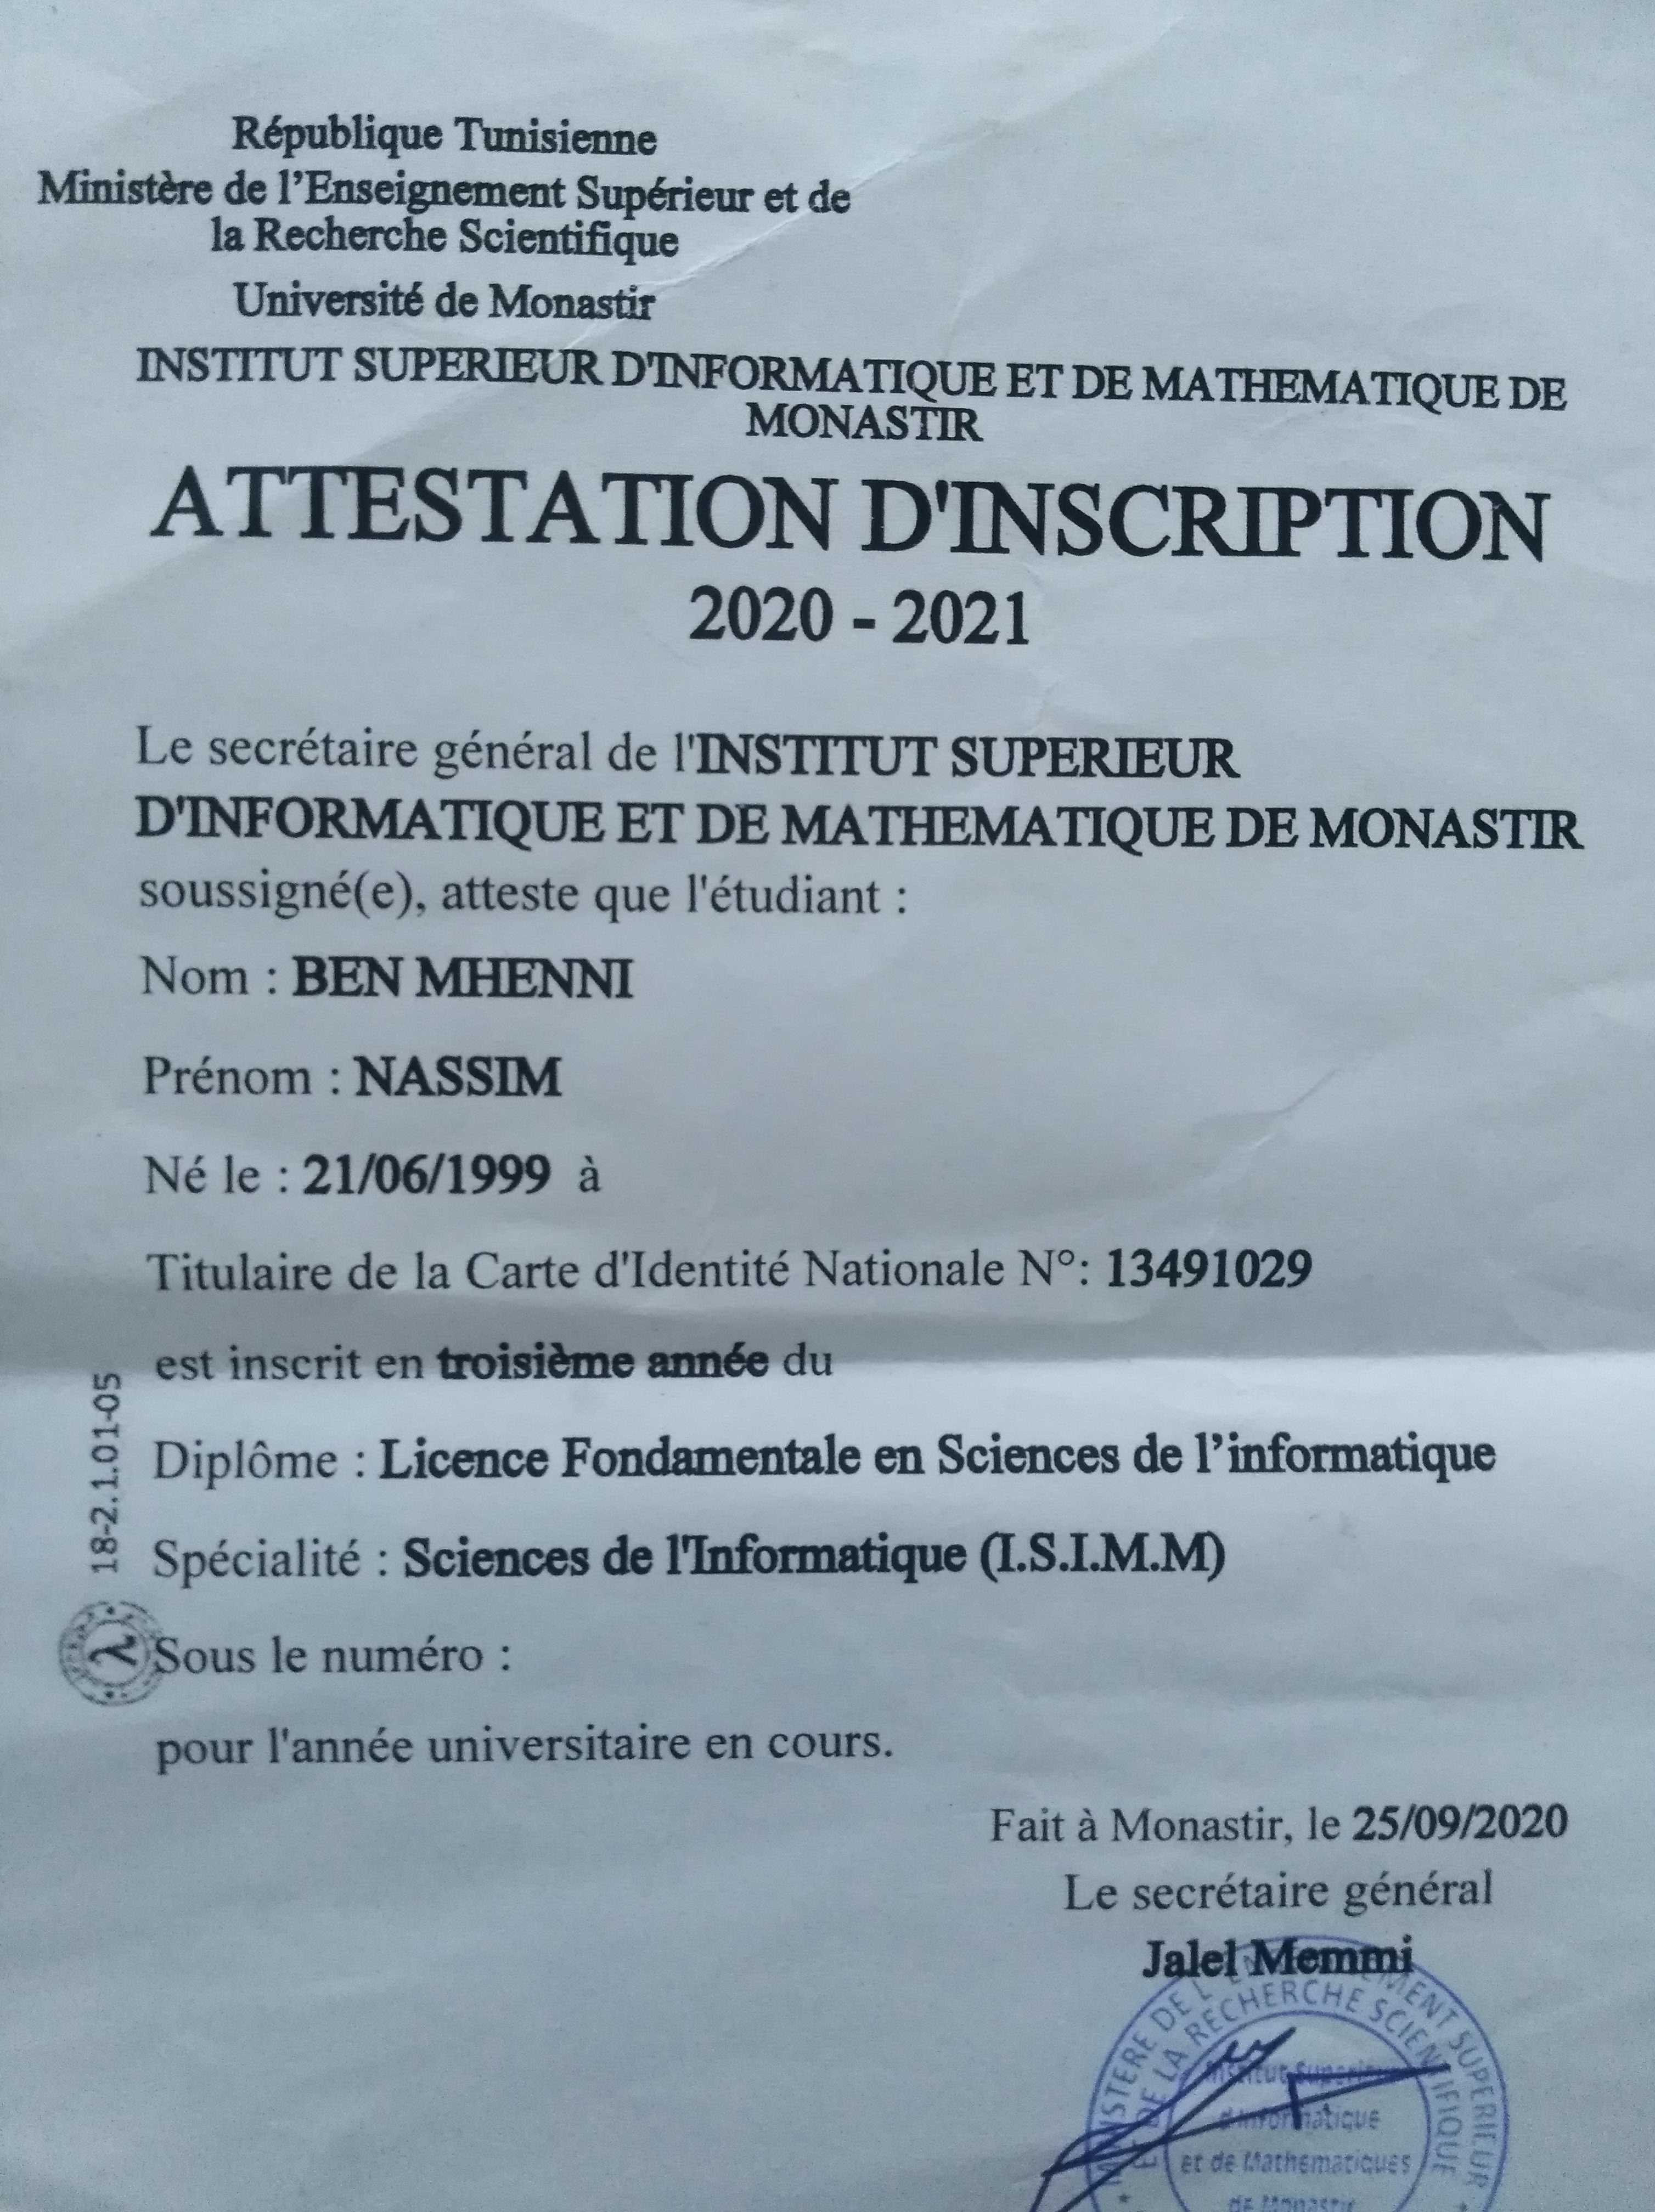 République Tunisienne
Ministère de l’Enseignement Supérieur et de
la Recherche Scientifique
Université de Monastir
INSTITUT SUPERIEUR D'INFORMATIQUE ET DE MATHEMATIQUE DE
MONASTIR
ATTESTATION D'INSCRIPTION
2020 - 2021
Le secrétaire général de l'INSTITUT SUPERIEUR
D'INFORMATIQUE ET DE MATHEMATIQUE DE MONASTIR
soussigné(e), atteste que l'étudiant :
Nom : BEN MHENNI
Prénom : NASSIM
Né le : 21/06/1999 à
Titulaire de la Carte d'Identité Nationale N°: 13491029
est inscrit en troisième année du
Diplôme : Licence Fondamentale en Sciences de l’informatique
Spécialité : Sciences de l'Informatique (I.S.I.M.M)
Sous le numéro :
pour l'année universitaire en cours.
18-2.1.01-05
Fait à Monastir, le 25/09/2020
Le secrétaire général
Jalel Memmi
MINISTERE DE L'ENSEIGNEMENT SUPERIEUR
ET DE LA RECHERCHE SCIENTIFIQUE
Institut Superieur
d'Informatique
et de Mathematiques
de Monastir